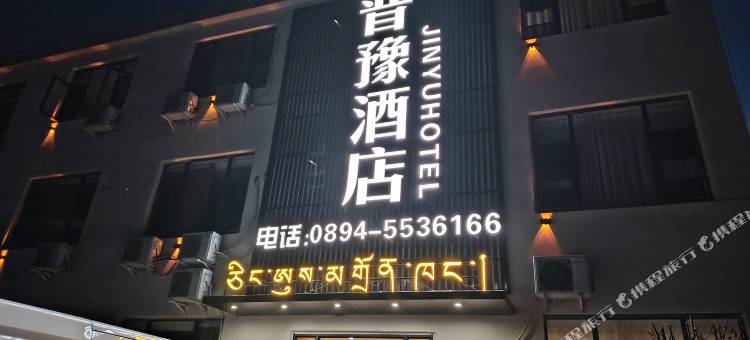 晋豫酒店
JINYUHOTEL
电话:0894-5536166
ཅིང་ཨུས་མགྲོན་ཁང་།
携程旅行
携程旅行